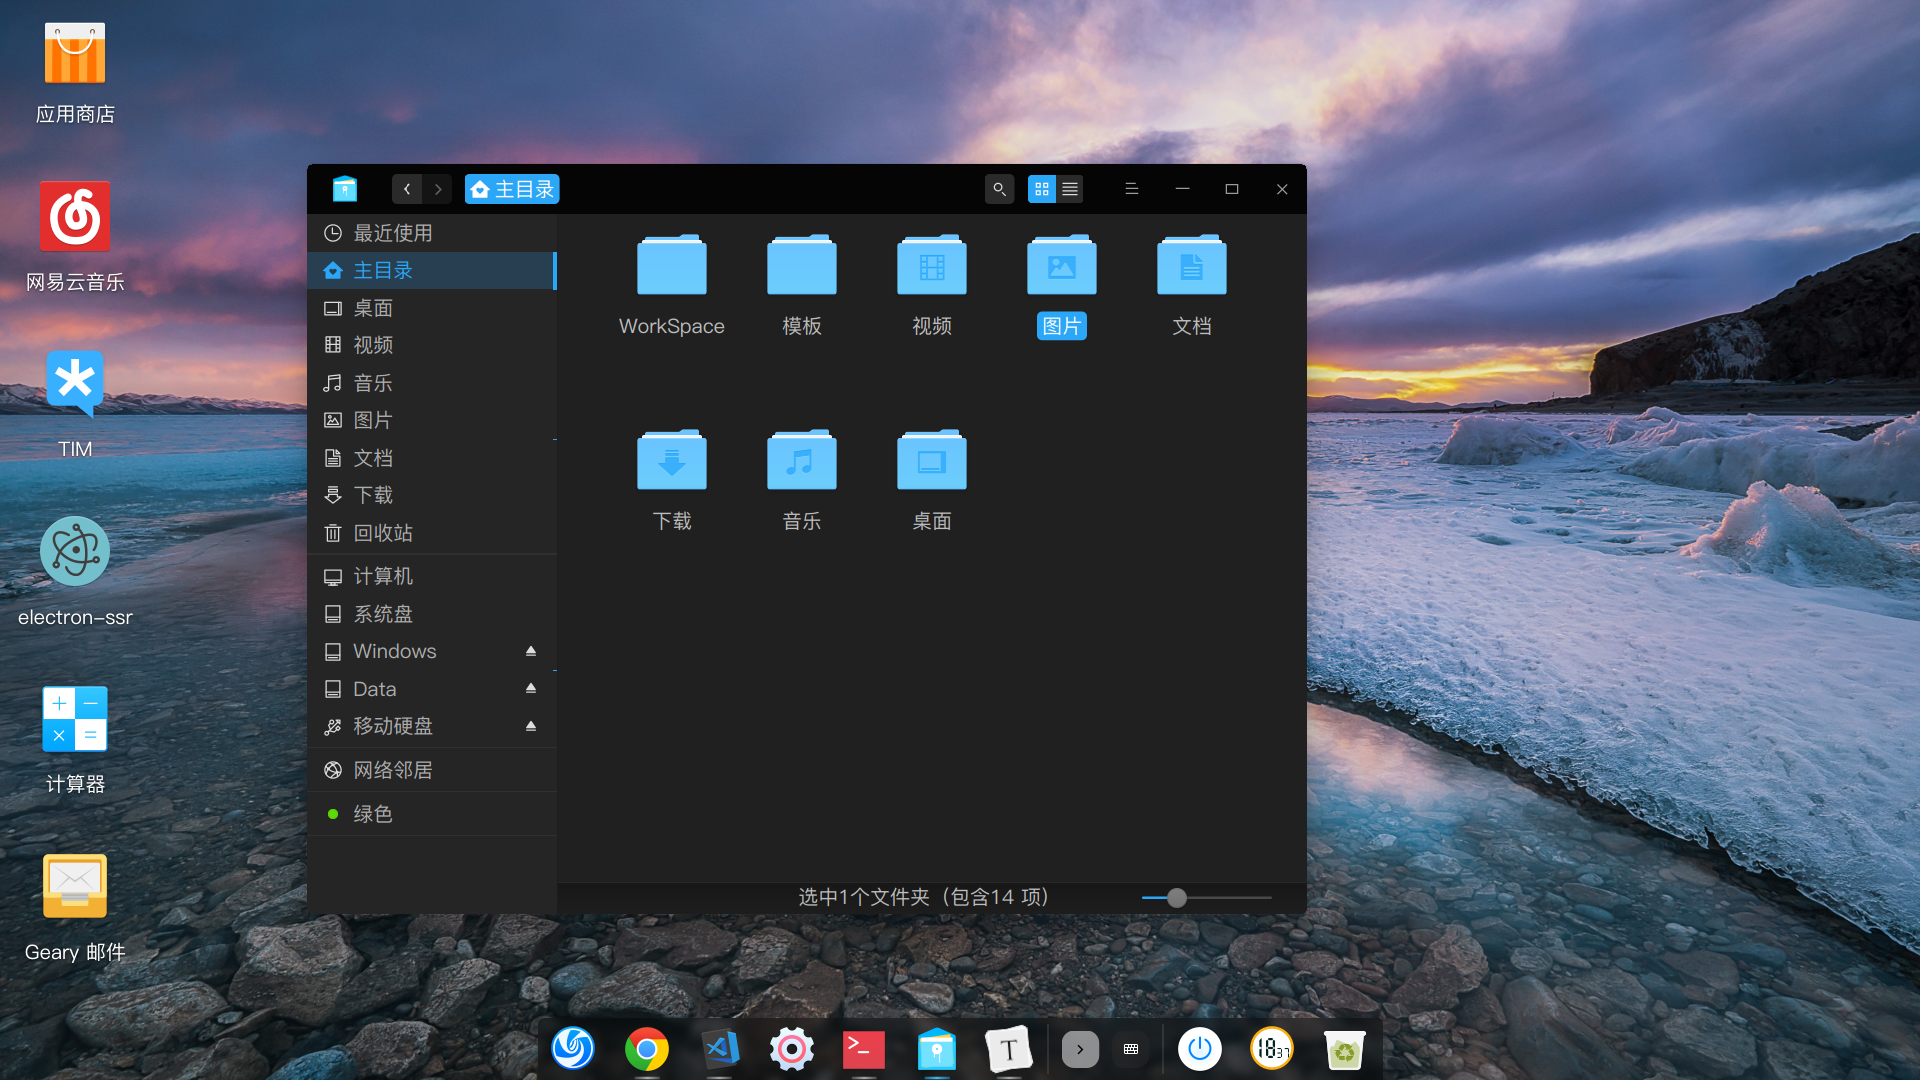 应用商店
网易云音乐
TIM
electron-ssr
计算器
Geary 邮件
主目录
最近使用
主目录
桌面
视频
音乐
图片
文档
下载
回收站
计算机
系统盘
Windows
Data
移动硬盘
网络邻居
绿色
WorkSpace
模板
视频
图片
文档
下载
音乐
桌面
选中1个文件夹（包含14 项）
T
18 37